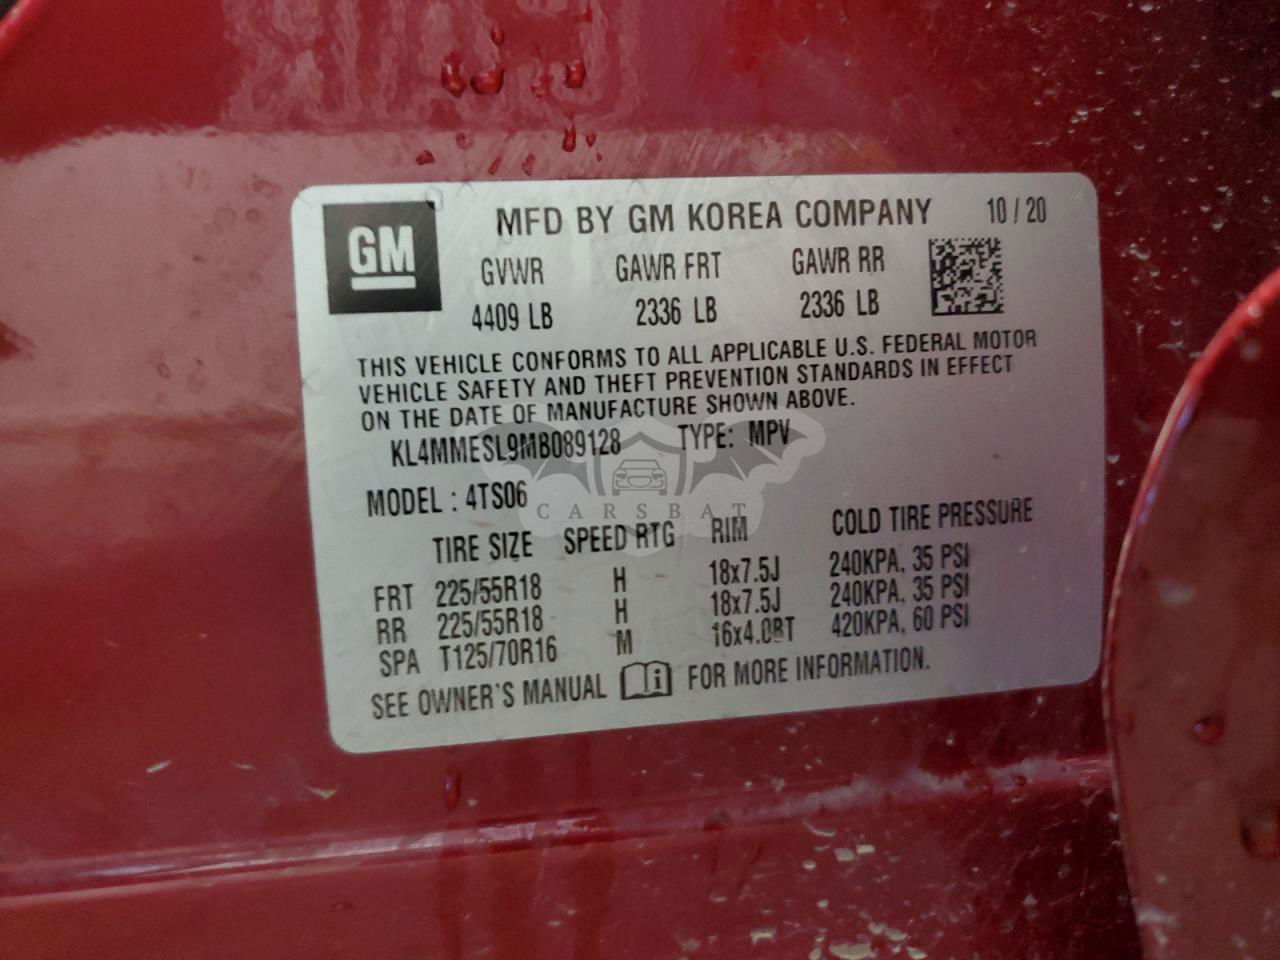 GM
MFD BY GM KOREA COMPANY 10 / 20
GVWR GAWR FRT GAWR RR
4409 LB 2336 LB 2336 LB
THIS VEHICLE CONFORMS TO ALL APPLICABLE U.S. FEDERAL MOTOR
VEHICLE SAFETY AND THEFT PREVENTION STANDARDS IN EFFECT
ON THE DATE OF MANUFACTURE SHOWN ABOVE.
KL4MMESL9MB089128 TYPE: MPV
MODEL : 4TS06
CARSBAT
TIRE SIZE SPEED RTG RIM COLD TIRE PRESSURE
FRT 225/55R18 H 18x7.5J 240KPA, 35 PSI
RR 225/55R18 H 18x7.5J 240KPA, 35 PSI
SPA T125/70R16 M 16x4.0BT 420KPA, 60 PSI
SEE OWNER'S MANUAL FOR MORE INFORMATION.